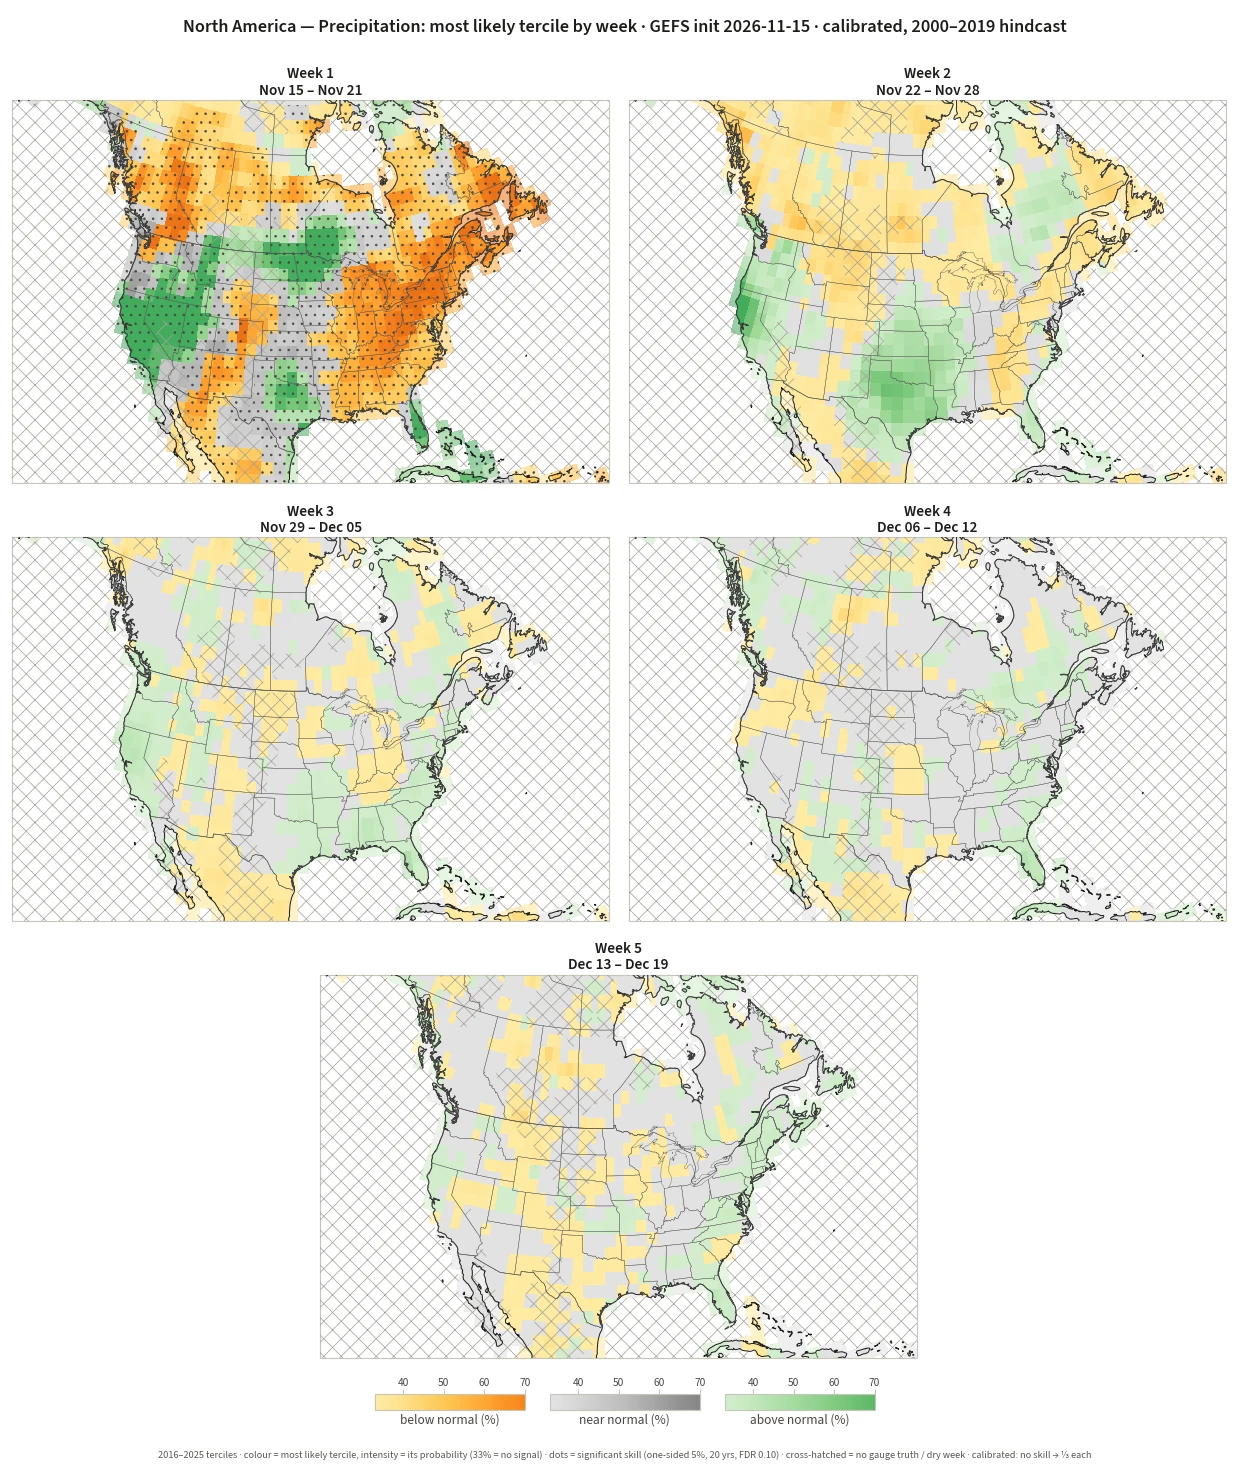 North America — Precipitation: most likely tercile by week · GEFS init 2026-11-15 · calibrated, 2000–2019 hindcast
Week 1
Nov 15 – Nov 21
Week 2
Nov 22 – Nov 28
Week 3
Nov 29 – Dec 05
Week 4
Dec 06 – Dec 12
Week 5
Dec 13 – Dec 19
40 50 60 70
below normal (%)
40 50 60 70
near normal (%)
40 50 60 70
above normal (%)
2016–2025 terciles · colour = most likely tercile, intensity = its probability (33% = no signal) · dots = significant skill (one-sided 5%, 20 yrs, FDR 0.10) · cross-hatched = no gauge truth / dry week · calibrated: no skill → ⅓ each